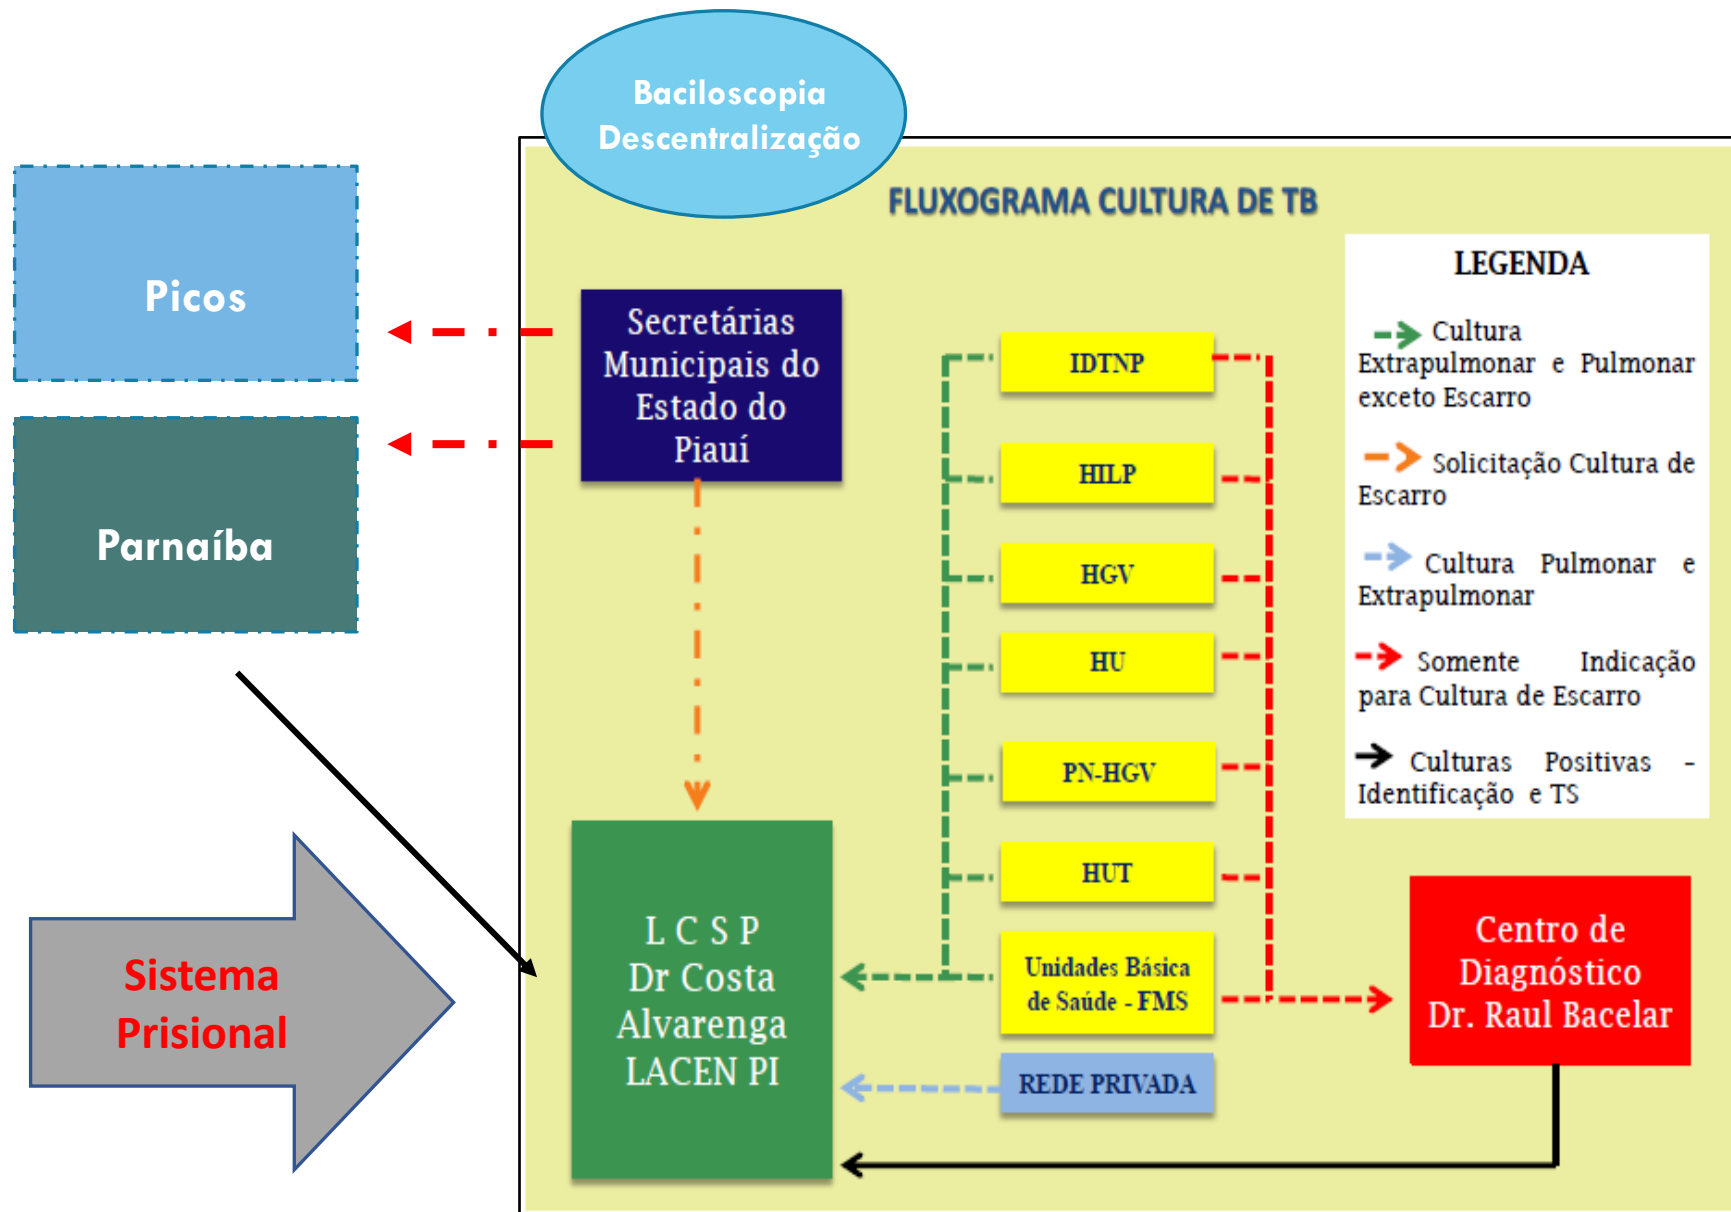 Baciloscopia
Descentralização
FLUXOGRAMA CULTURA DE TB
Picos
Parnaíba
Sistema
Prisional
Secretárias
Municipais do
Estado do
Piauí
L C S P
Dr Costa
Alvarenga
LACEN PI
IDTNP
HILP
HGV
HU
PN-HGV
HUT
Unidades Básica
de Saúde - FMS
REDE PRIVADA
LEGENDA
Cultura
Extrapulmonar e Pulmonar
exceto Escarro
Solicitação Cultura de
Escarro
Cultura Pulmonar e
Extrapulmonar
Somente Indicação
para Cultura de Escarro
Culturas Positivas -
Identificação e TS
Centro de
Diagnóstico
Dr. Raul Bacelar